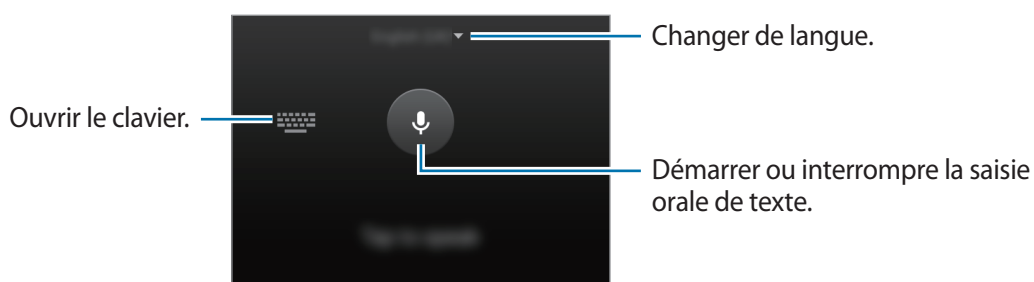 Changer de langue.
Ouvrir le clavier.
Démarrer ou interrompre la saisie
orale de texte.